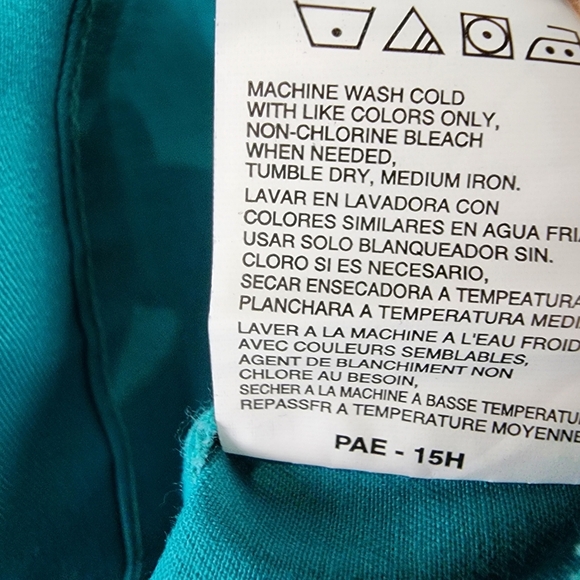 MACHINE WASH COLD
WITH LIKE COLORS ONLY,
NON-CHLORINE BLEACH
WHEN NEEDED,
TUMBLE DRY, MEDIUM IRON.
LAVAR EN LAVADORA CON
COLORES SIMILARES EN AGUA FRI
USAR SOLO BLANQUEADOR SIN.
CLORO SI ES NECESARIO,
SECAR ENSECADORA A TEMPEATURA
PLANCHARA A TEMPERATURA MEDI
LAVER A LA MACHINE A L'EAU FROID
AVEC COULEURS SEMBLABLES,
AGENT DE BLANCHIMENT NON
CHLORE AU BESOIN,
SECHER A LA MACHINE A BASSE TEMPERATU
REPASSFR A TEMPERATURE MOYENNE
PAE - 15H